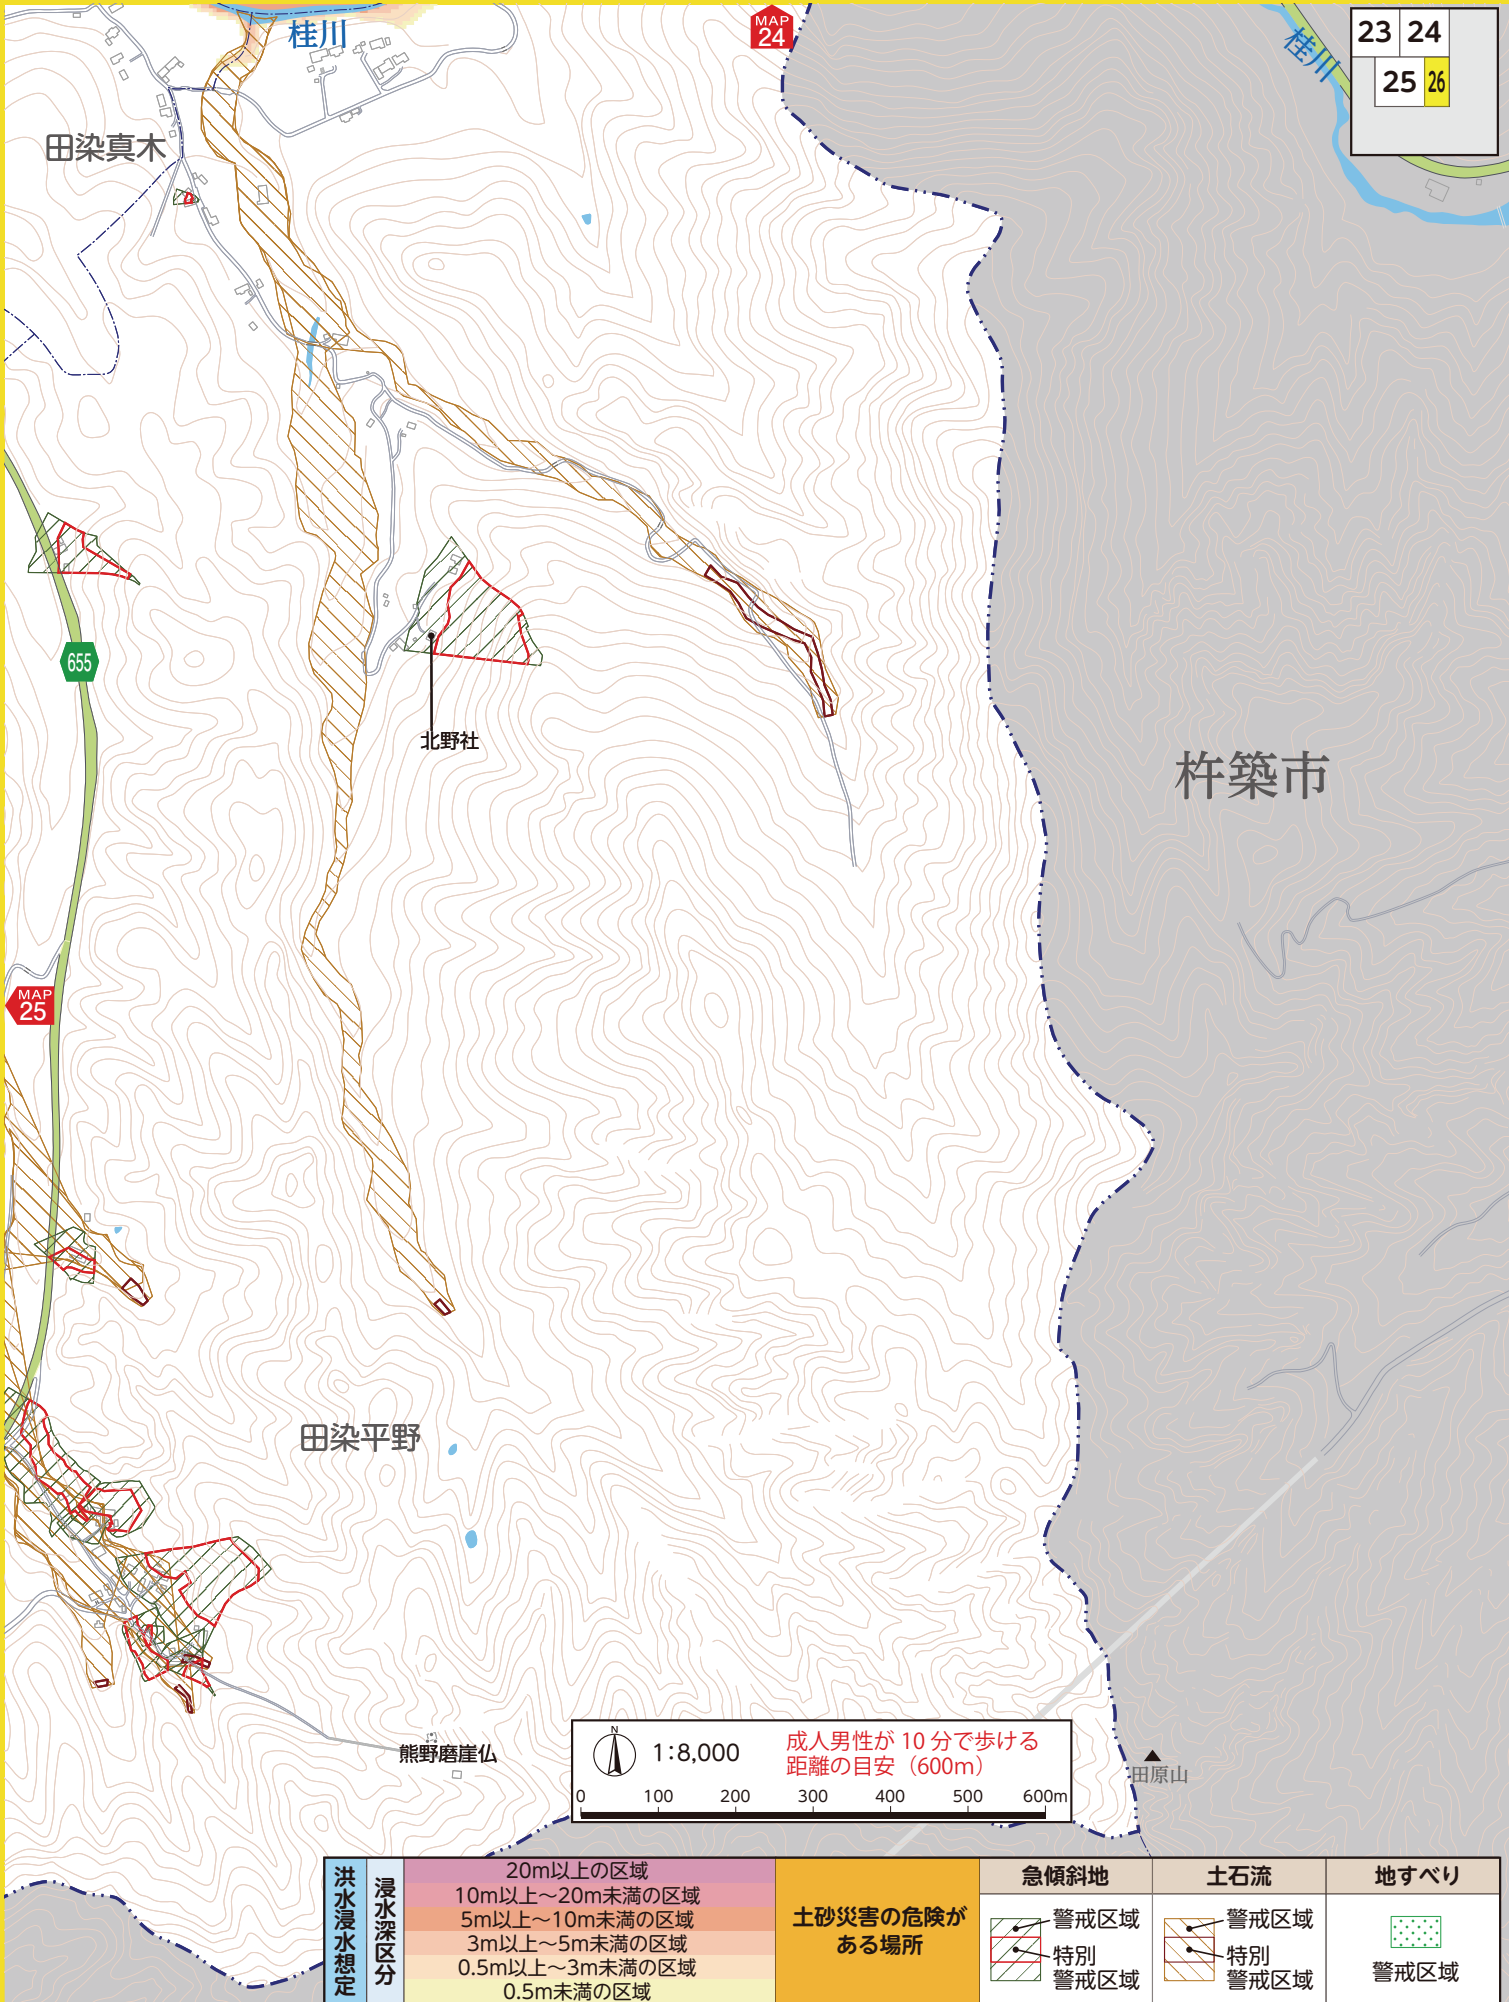 桂川
MAP
24
桂川
23 24
25 26
田染真木
655
北野社
杵築市
MAP
25
田染平野
熊野磨崖仏
N
1:8,000
成人男性が 10 分で歩ける
距離の目安（600m）
0 100 200 300 400 500 600m
田原山
洪水浸水想定
浸水深区分
20m以上の区域
10m以上～20m未満の区域
5m以上～10m未満の区域
3m以上～5m未満の区域
0.5m以上～3m未満の区域
0.5m未満の区域
土砂災害の危険が
ある場所
急傾斜地
警戒区域
特別
警戒区域
土石流
警戒区域
特別
警戒区域
地すべり
警戒区域